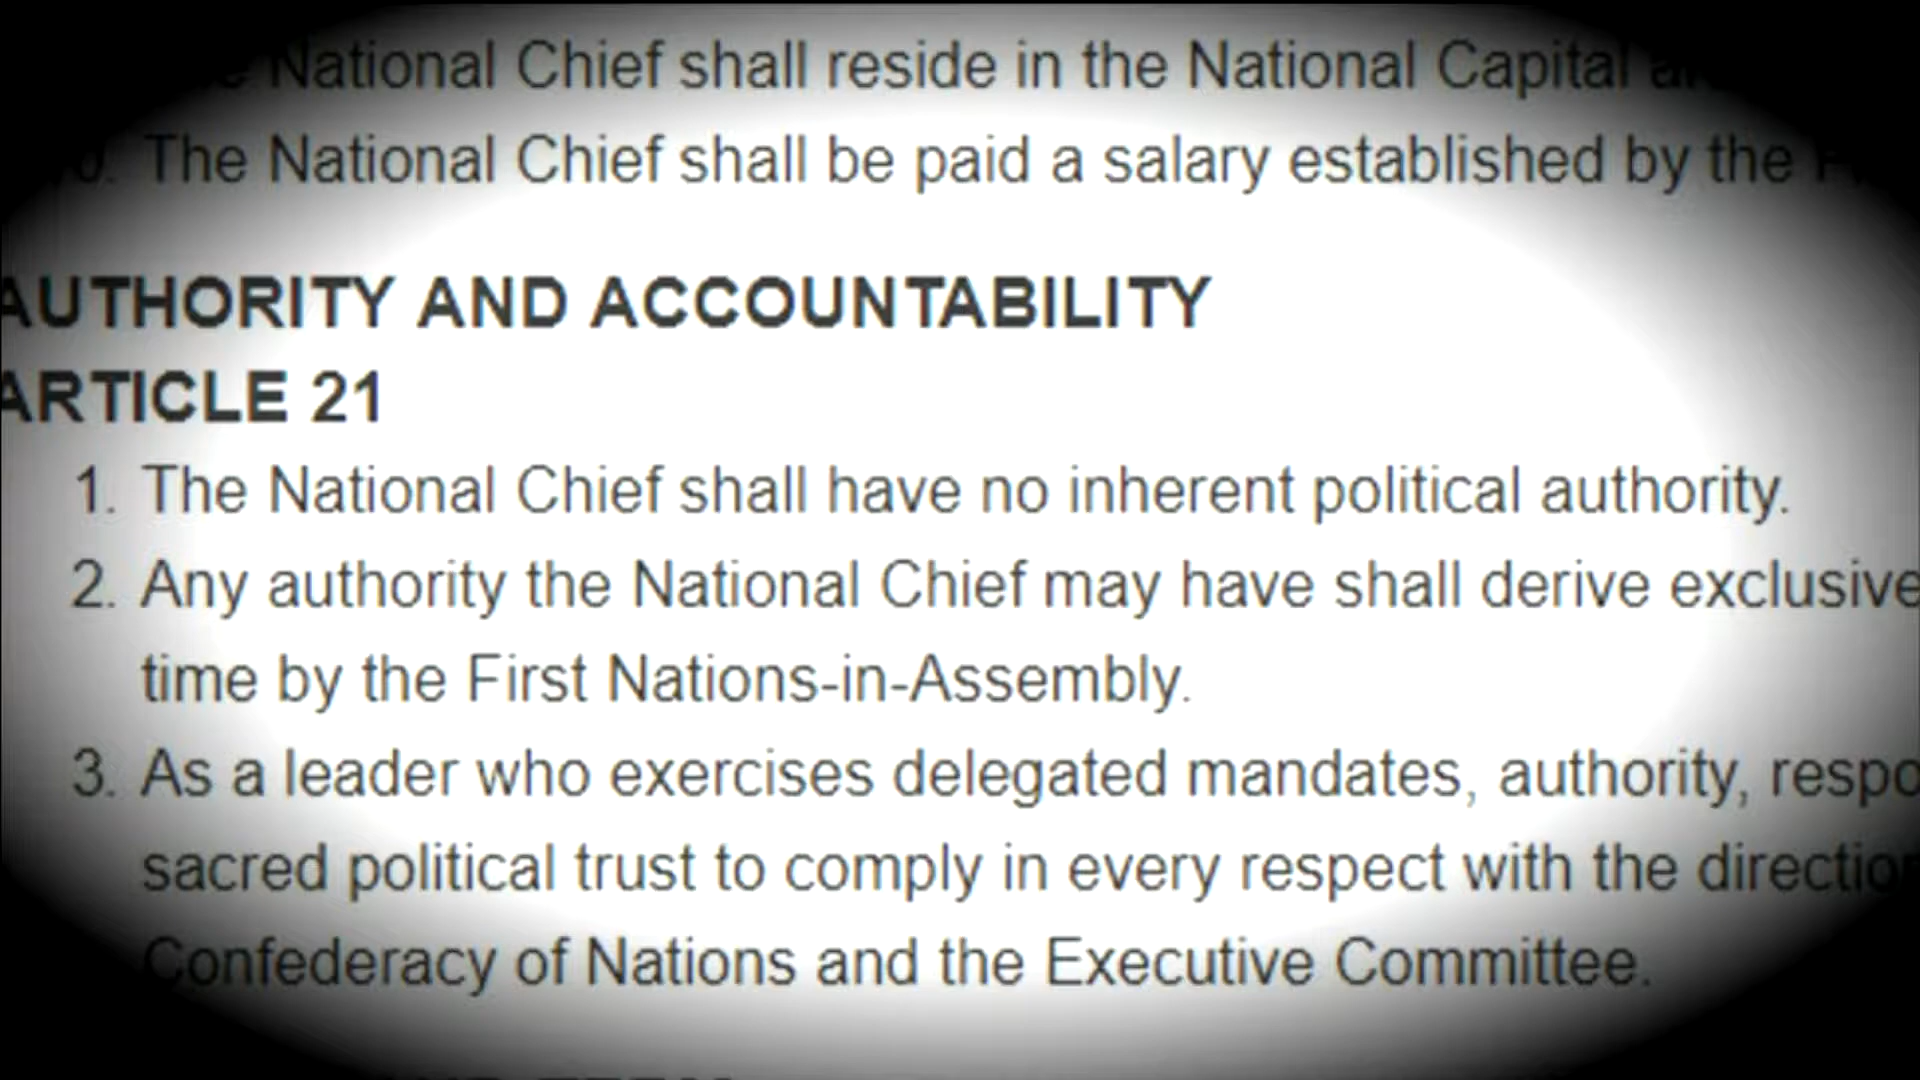 National Chief shall reside in the National Capital
The National Chief shall be paid a salary established by the
AUTHORITY AND ACCOUNTABILITY
ARTICLE 21
1. The National Chief shall have no inherent political authority.
2. Any authority the National Chief may have shall derive exclusive
time by the First Nations-in-Assembly.
3. As a leader who exercises delegated mandates, authority, respo
sacred political trust to comply in every respect with the directio
Confederacy of Nations and the Executive Committee.